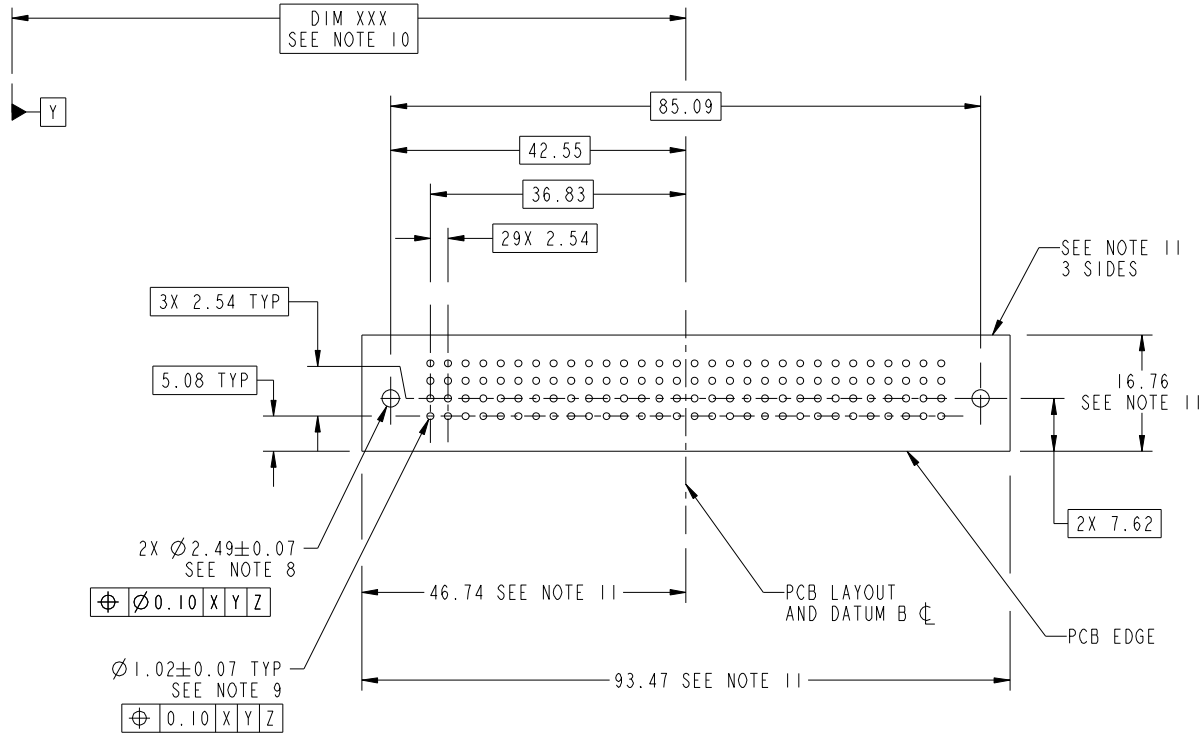 DIM XXX
SEE NOTE 10
Y
85.09
42.55
36.83
29X 2.54
SEE NOTE 11
3 SIDES
3X 2.54 TYP
5.08 TYP
16.76
SEE NOTE 11
2X 7.62
2X Ø2.49±0.07
SEE NOTE 8
⌖ Ø0.10 X Y Z
46.74 SEE NOTE 11
PCB LAYOUT
AND DATUM B ℄
PCB EDGE
Ø1.02±0.07 TYP
SEE NOTE 9
⌖ 0.10 X Y Z
93.47 SEE NOTE 11